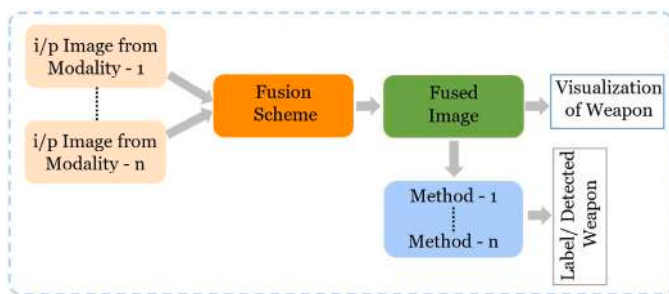 i/p Image from
Modality - 1
i/p Image from
Modality - n
Fusion
Scheme
Fused
Image
Visualization
of Weapon
Method - 1
Method - n
Label/ Detected
Weapon